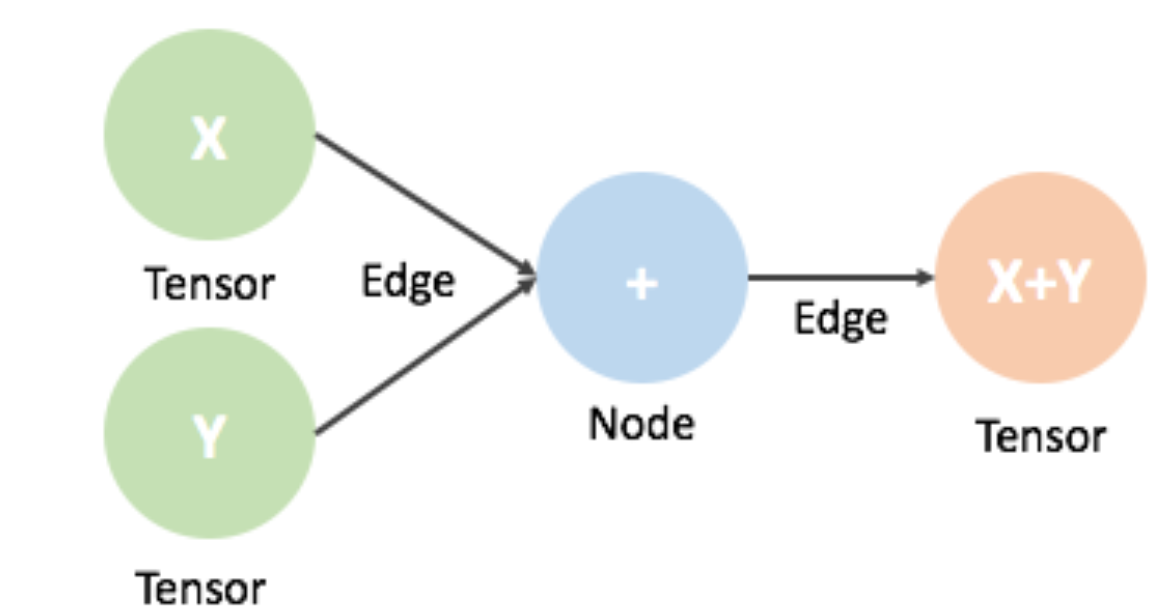 X
Tensor
Edge
Y
Tensor
+
Node
Edge
X+Y
Tensor